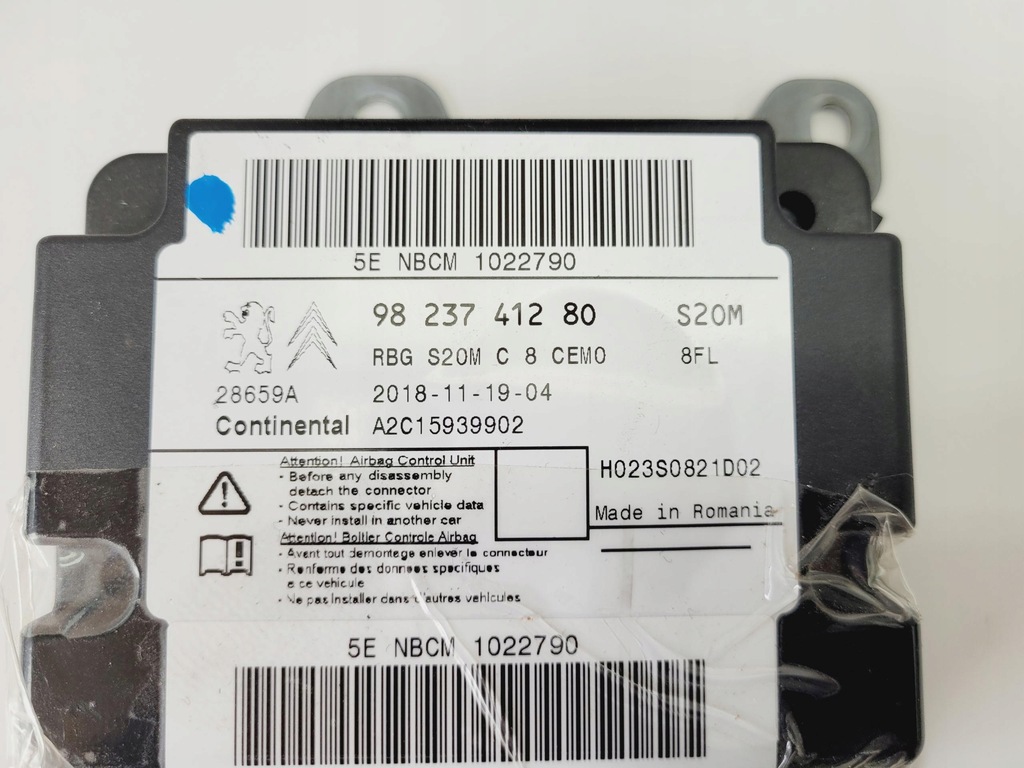 5E NBCM 1022790
98 237 412 80 S20M
RBG S20M C 8 CEMO 8FL
28659A 2018-11-19-04
Continental A2C15939902
Attention! Airbag Control Unit
- Before any disassembly
detach the connector
- Contains specific vehicle data
- Never install in another car
H023S0821D02
Made in Romania
Attention! Boîtier Controle Airbag
- Avant tout demontage enlever le connecteur
- Renferme des données specifiques
a ce vehicule
- Ne pas installer dans d'autres vehicules
5E NBCM 1022790